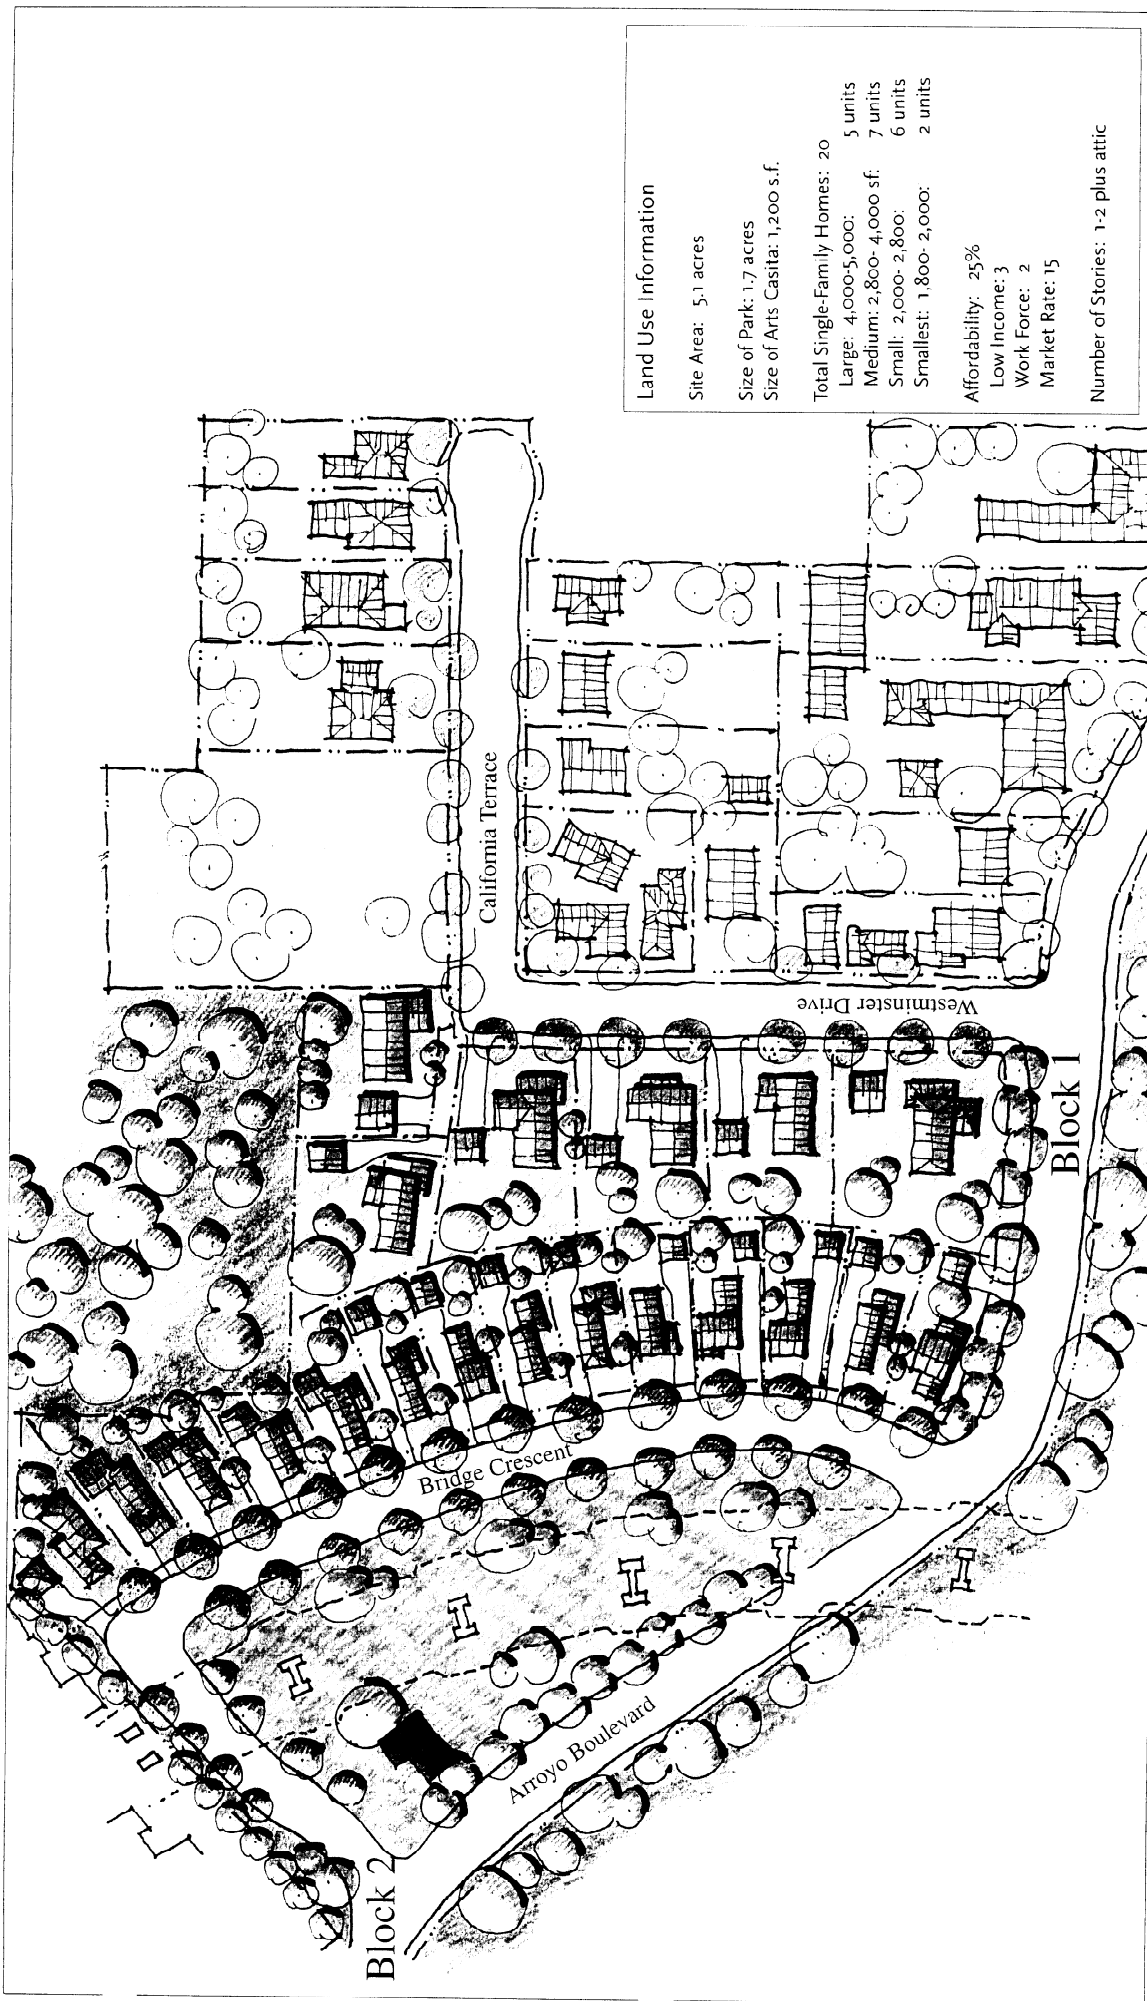 Land Use Information
Site Area: 5.1 acres
Size of Park: 1.7 acres
Size of Arts Casita: 1,200 s.f.
Total Single-Family Homes: 20
Large: 4,000-5,000: 5 units
Medium: 2,800- 4,000 sf: 7 units
Small: 2,000- 2,800: 6 units
Smallest: 1,800- 2,000: 2 units
Affordability: 25%
Low Income: 3
Work Force: 2
Market Rate: 15
Number of Stories: 1-2 plus attic
California Terrace
Westminster Drive
Block 1
Bridge Crescent
Arroyo Boulevard
Block 2